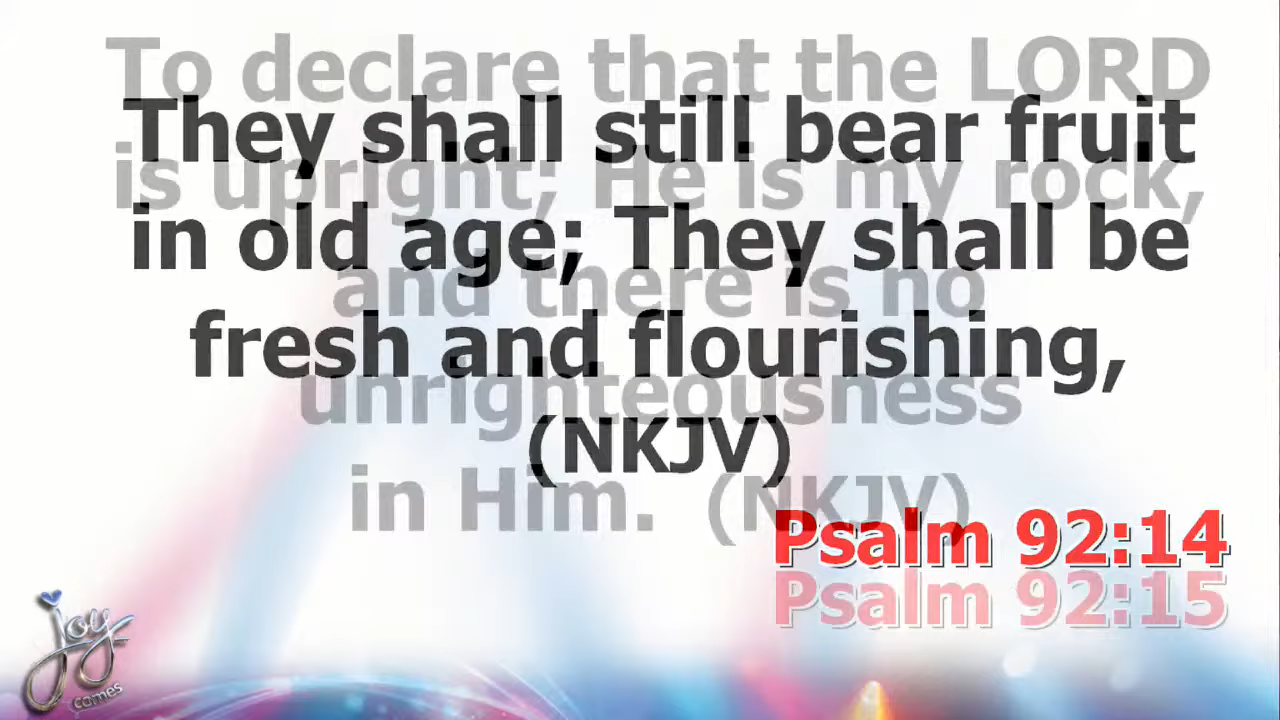 They shall still bear fruit
in old age; They shall be
fresh and flourishing,
(NKJV)
Psalm 92:14
To declare that the LORD
is upright; He is my rock,
and there is no
unrighteousness
in Him. (NKJV)
Psalm 92:15
joy
comes